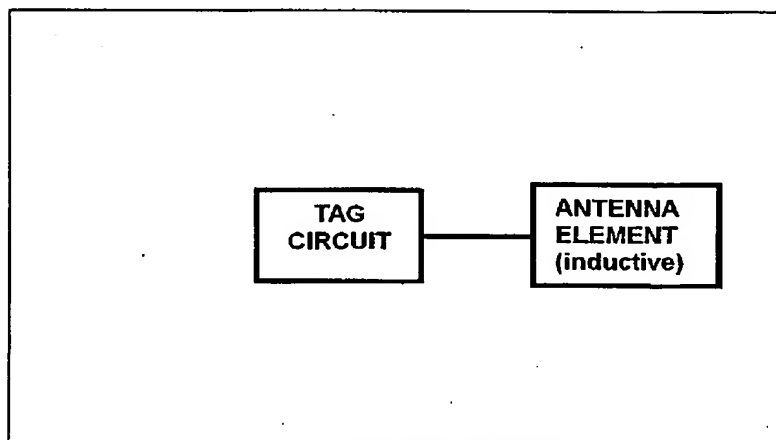 TAG
CIRCUIT
ANTENNA
ELEMENT
(inductive)